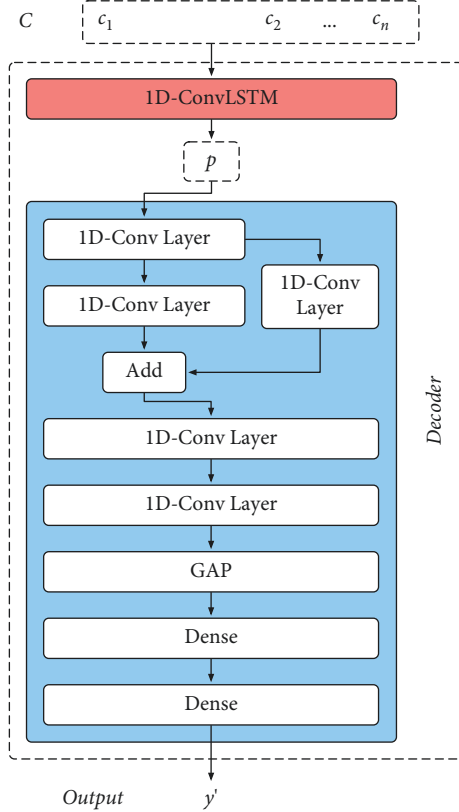 C c1 c2 ... cn
1D-ConvLSTM
p
1D-Conv Layer
1D-Conv Layer
1D-Conv
Layer
Add
1D-Conv Layer
1D-Conv Layer
GAP
Dense
Dense
Decoder
Output y'